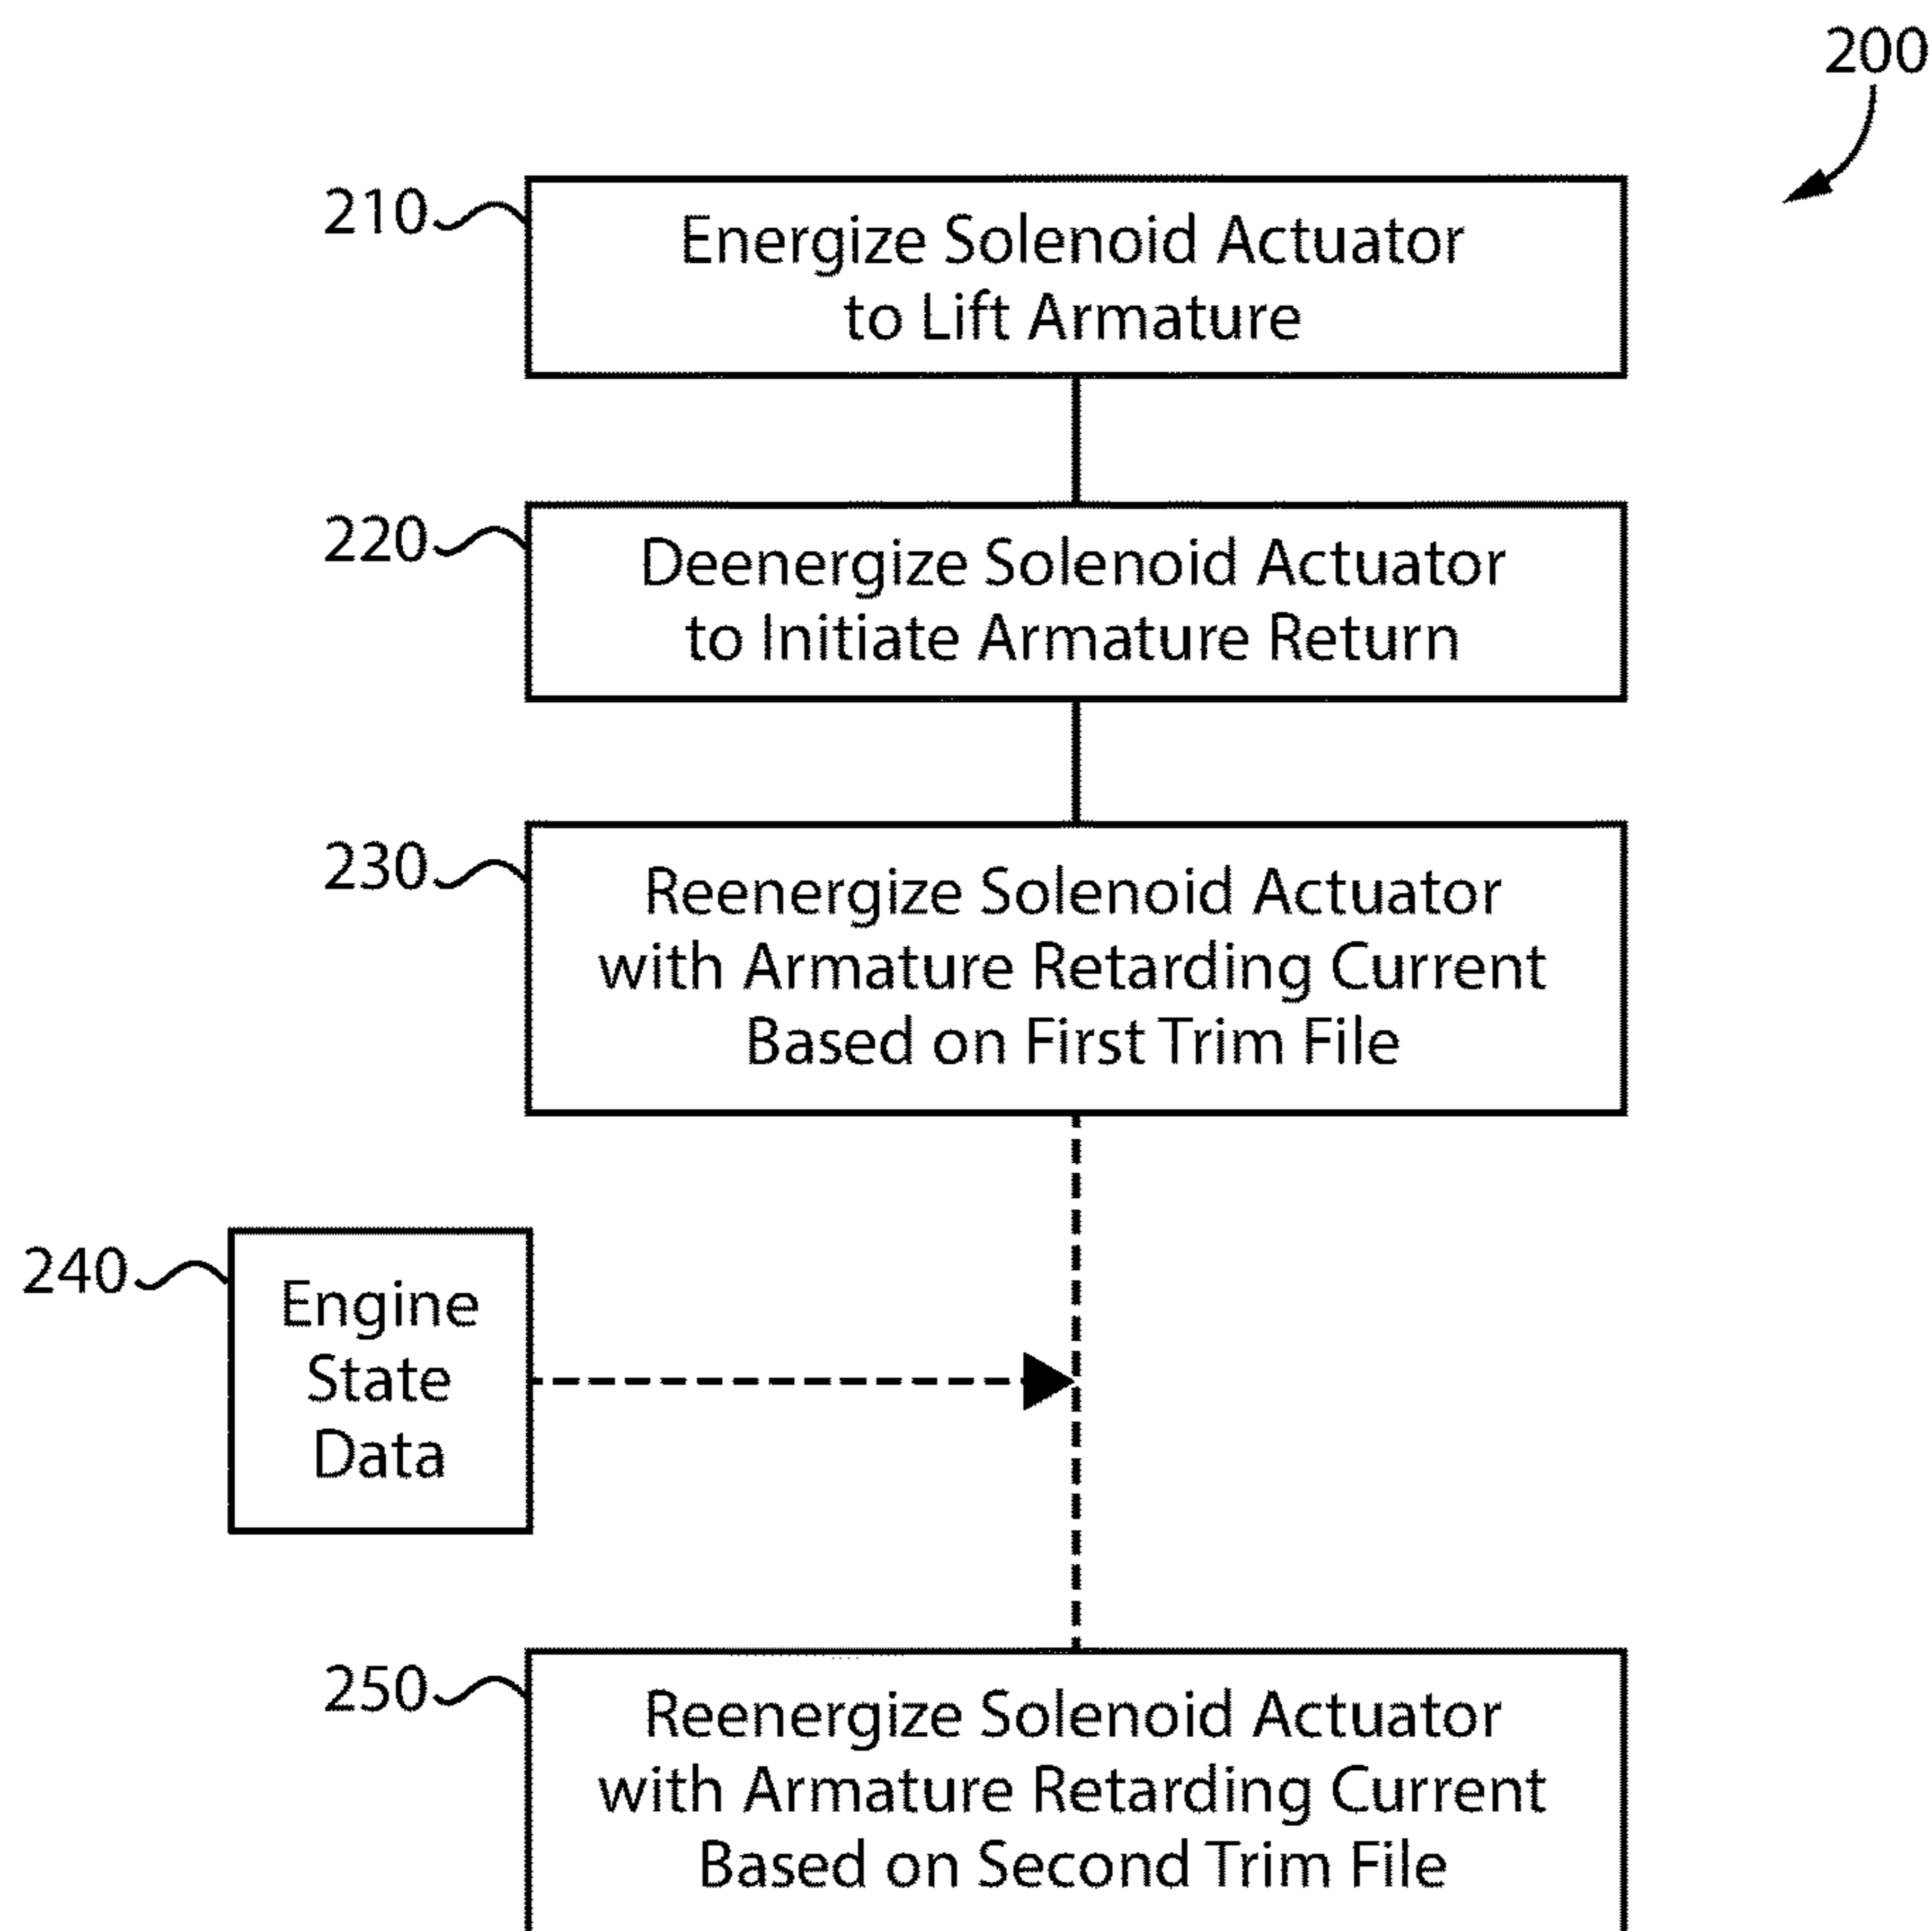 200
210
Energize Solenoid Actuator
to Lift Armature
220
Deenergize Solenoid Actuator
to Initiate Armature Return
230
Reenergize Solenoid Actuator
with Armature Retarding Current
Based on First Trim File
240
Engine
State
Data
250
Reenergize Solenoid Actuator
with Armature Retarding Current
Based on Second Trim File